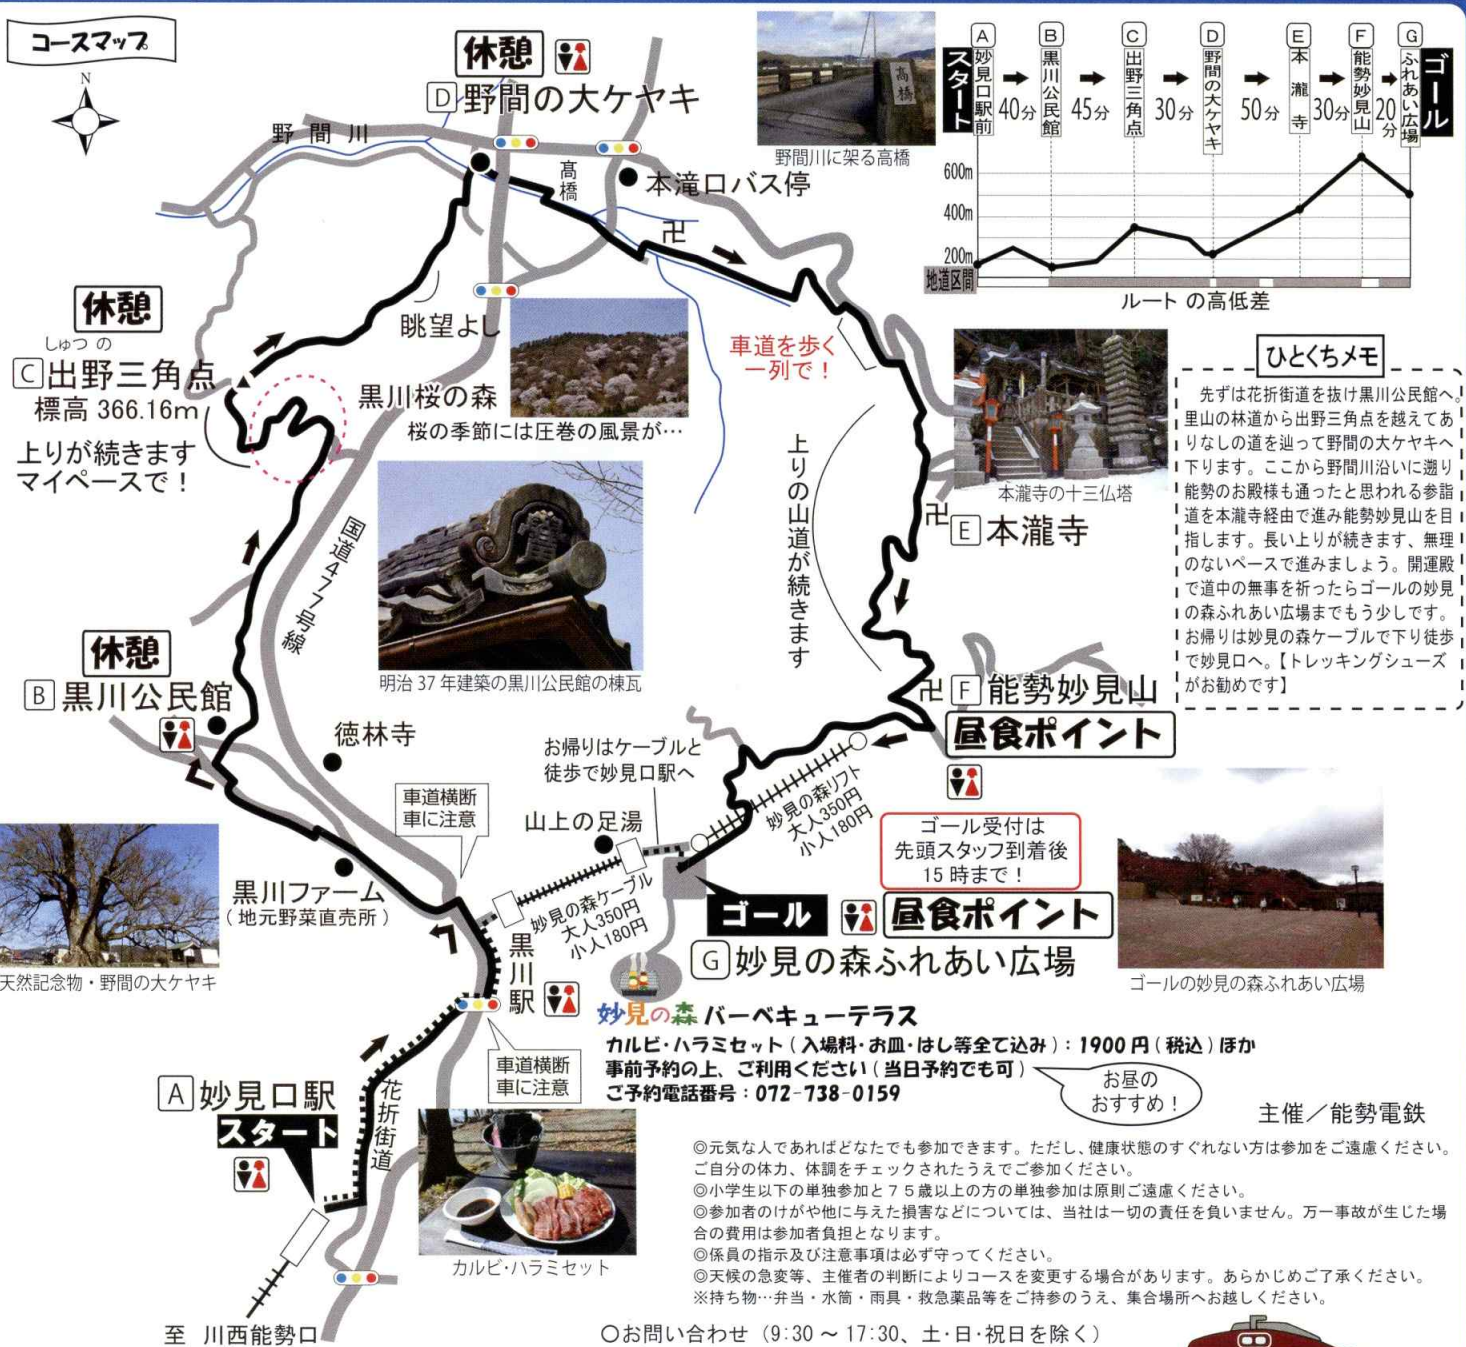 コースマップ
N
休憩
D 野間の大ケヤキ
野間川
髙橋
本滝口バス停
高橋
野間川に架る高橋
スタート
A 妙見口駅前
40分
B 黒川公民館
45分
C 出野三角点
30分
D 野間の大ケヤキ
50分
E 本瀧寺
30分
F 能勢妙見山
20分
G ふれあい広場
ゴール
600m
400m
200m
地道区間
ルートの高低差
休憩
しゅつの
C 出野三角点
標高 366.16m
上りが続きます
マイペースで！
眺望よし
黒川桜の森
桜の季節には圧巻の風景が…
車道を歩く
一列で！
卍
上りの山道が続きます
本瀧寺の十三仏塔
卍
E 本瀧寺
ひとくちメモ
先ずは花折街道を抜け黒川公民館へ。
里山の林道から出野三角点を越えてあ
りなしの道を辿って野間の大ケヤキへ
下ります。ここから野間川沿いに遡り
能勢のお殿様も通ったと思われる参詣
道を本瀧寺経由で進み能勢妙見山を目
指します。長い上りが続きます、無理
のないペースで進みましょう。開運殿
で道中の無事を祈ったらゴールの妙見
の森ふれあい広場までもう少しです。
お帰りは妙見の森ケーブルで下り徒歩
で妙見口へ。【トレッキングシューズ
がお勧めです】
国道477号線
明治 37 年建築の黒川公民館の棟瓦
休憩
B 黒川公民館
徳林寺
卍
F 能勢妙見山
昼食ポイント
お帰りはケーブルと
徒歩で妙見口駅へ
妙見の森リフト
大人350円
小人180円
車道横断
車に注意
山上の足湯
ゴール受付は
先頭スタッフ到着後
15 時まで！
黒川ファーム
（地元野菜直売所）
天然記念物・野間の大ケヤキ
妙見の森ケーブル
大人350円
小人180円
黒川駅
ゴール
昼食ポイント
G 妙見の森ふれあい広場
ゴールの妙見の森ふれあい広場
妙見の森 バーベキューテラス
カルビ・ハラミセット（入場料・お皿・はし等全て込み）：1900 円（税込）ほか
事前予約の上、ご利用ください（当日予約でも可）
ご予約電話番号：072-738-0159
お昼の
おすすめ！
車道横断
車に注意
A 妙見口駅
スタート
花折街道
カルビ・ハラミセット
主催／能勢電鉄
◎元気な人であればどなたでも参加できます。ただし、健康状態のすぐれない方は参加をご遠慮ください。
ご自分の体力、体調をチェックされたうえでご参加ください。
◎小学生以下の単独参加と７５歳以上の方の単独参加は原則ご遠慮ください。
◎参加者のけがや他に与えた損害などについては、当社は一切の責任を負いません。万一事故が生じた場
合の費用は参加者負担となります。
◎係員の指示及び注意事項は必ず守ってください。
◎天候の急変等、主催者の判断によりコースを変更する場合があります。あらかじめご了承ください。
※持ち物…弁当・水筒・雨具・救急薬品等をご持参のうえ、集合場所へお越しください。
至 川西能勢口
○お問い合わせ（9:30 ～ 17:30、土・日・祝日を除く）